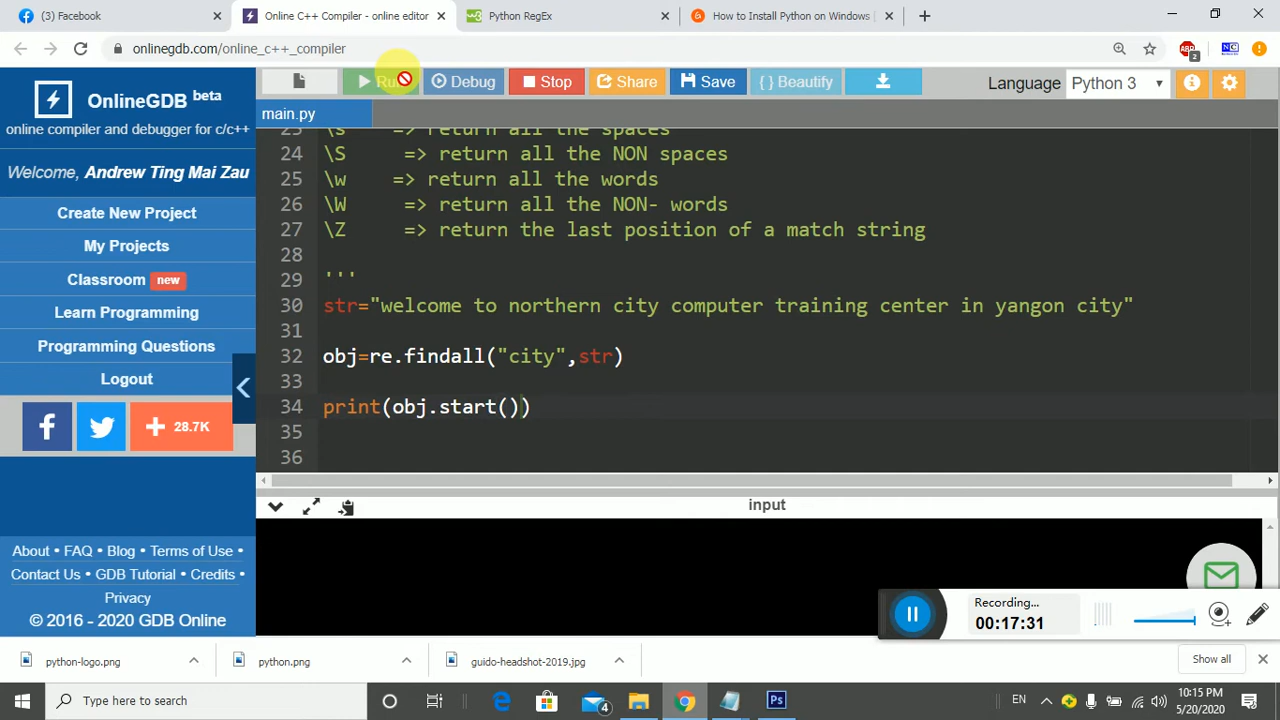 (3) Facebook
Online C++ Compiler - online editor
Python RegEx
How to Install Python on Windows
onlinegdb.com/online_c++_compiler
OnlineGDB beta
online compiler and debugger for c/c++
Welcome, Andrew Ting Mai Zau
Create New Project
My Projects
Classroom new
Learn Programming
Programming Questions
Logout
28.7K
About • FAQ • Blog • Terms of Use •
Contact Us • GDB Tutorial • Credits •
Privacy
© 2016 - 2020 GDB Online
Run
Debug
Stop
Share
Save
{ } Beautify
Language Python 3
main.py
25 \s => return all the spaces
24 \S => return all the NON spaces
25 \w => return all the words
26 \W => return all the NON- words
27 \Z => return the last position of a match string
28
29 '''
30 str="welcome to northern city computer training center in yangon city"
31
32 obj=re.findall("city",str)
33
34 print(obj.start())
35
36
input
Recording...
00:17:31
python-logo.png
python.png
guido-headshot-2019.jpg
Show all
Type here to search
4
Ps
EN
10:15 PM
5/20/2020